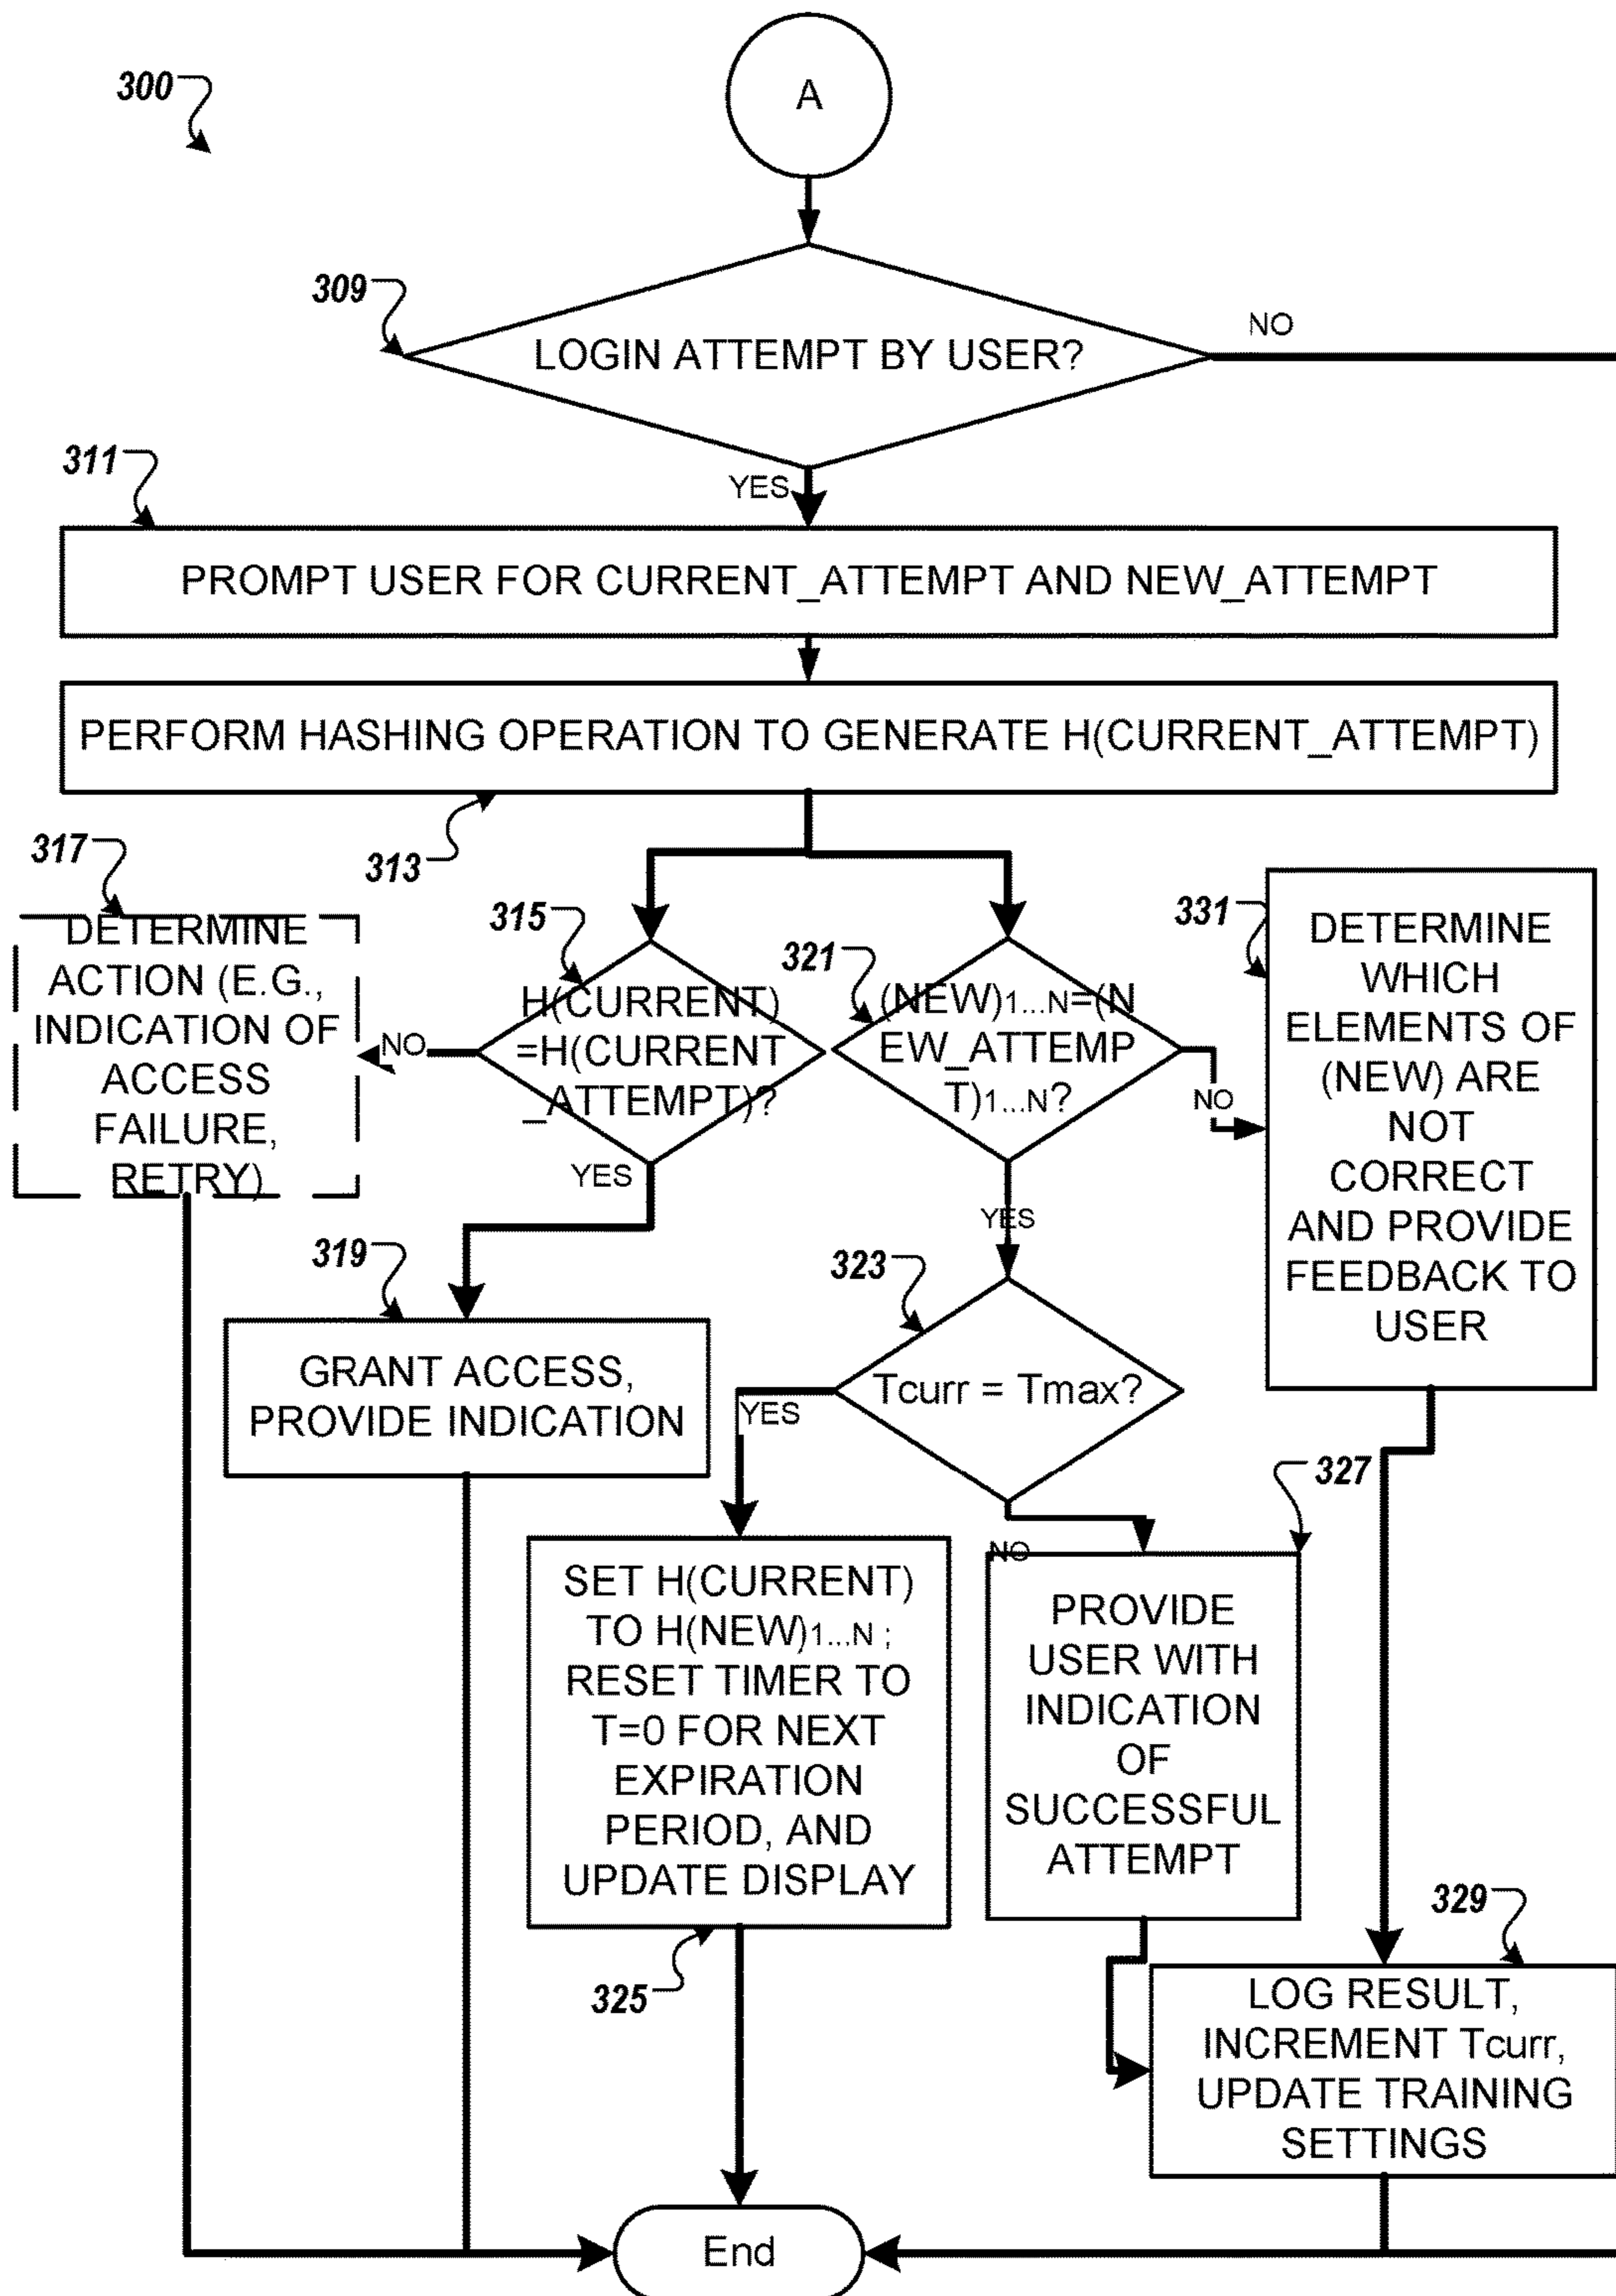 300
A
309
LOGIN ATTEMPT BY USER?
NO
311
YES
PROMPT USER FOR CURRENT_ATTEMPT AND NEW_ATTEMPT
PERFORM HASHING OPERATION TO GENERATE H(CURRENT_ATTEMPT)
313
317
DETERMINE
ACTION (E.G.,
INDICATION OF
ACCESS
FAILURE,
RETRY)
315
H(CURRENT)
=H(CURRENT
_ATTEMPT)?
NO
YES
321
(NEW)1...N=(N
EW_ATTEMP
T)1...N?
NO
YES
331
DETERMINE
WHICH
ELEMENTS OF
(NEW) ARE
NOT
CORRECT
AND PROVIDE
FEEDBACK TO
USER
319
GRANT ACCESS,
PROVIDE INDICATION
323
Tcurr = Tmax?
YES
NO
327
SET H(CURRENT)
TO H(NEW)1...N ;
RESET TIMER TO
T=0 FOR NEXT
EXPIRATION
PERIOD, AND
UPDATE DISPLAY
325
PROVIDE
USER WITH
INDICATION
OF
SUCCESSFUL
ATTEMPT
329
LOG RESULT,
INCREMENT Tcurr,
UPDATE TRAINING
SETTINGS
End